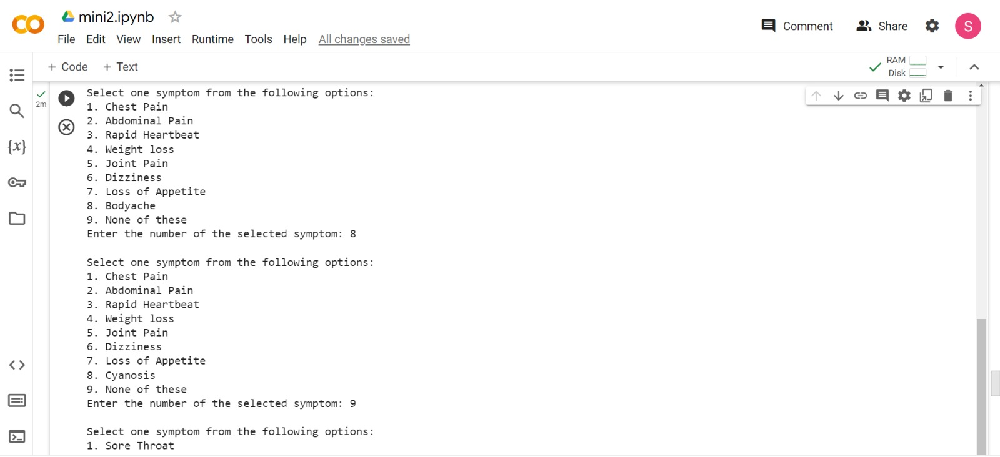 mini2.ipynb
File Edit View Insert Runtime Tools Help All changes saved
Comment Share S
+ Code + Text
RAM
Disk
2m
{x}
Select one symptom from the following options:
1. Chest Pain
2. Abdominal Pain
3. Rapid Heartbeat
4. Weight loss
5. Joint Pain
6. Dizziness
7. Loss of Appetite
8. Bodyache
9. None of these
Enter the number of the selected symptom: 8
Select one symptom from the following options:
1. Chest Pain
2. Abdominal Pain
3. Rapid Heartbeat
4. Weight loss
5. Joint Pain
6. Dizziness
7. Loss of Appetite
8. Cyanosis
9. None of these
Enter the number of the selected symptom: 9
Select one symptom from the following options:
1. Sore Throat